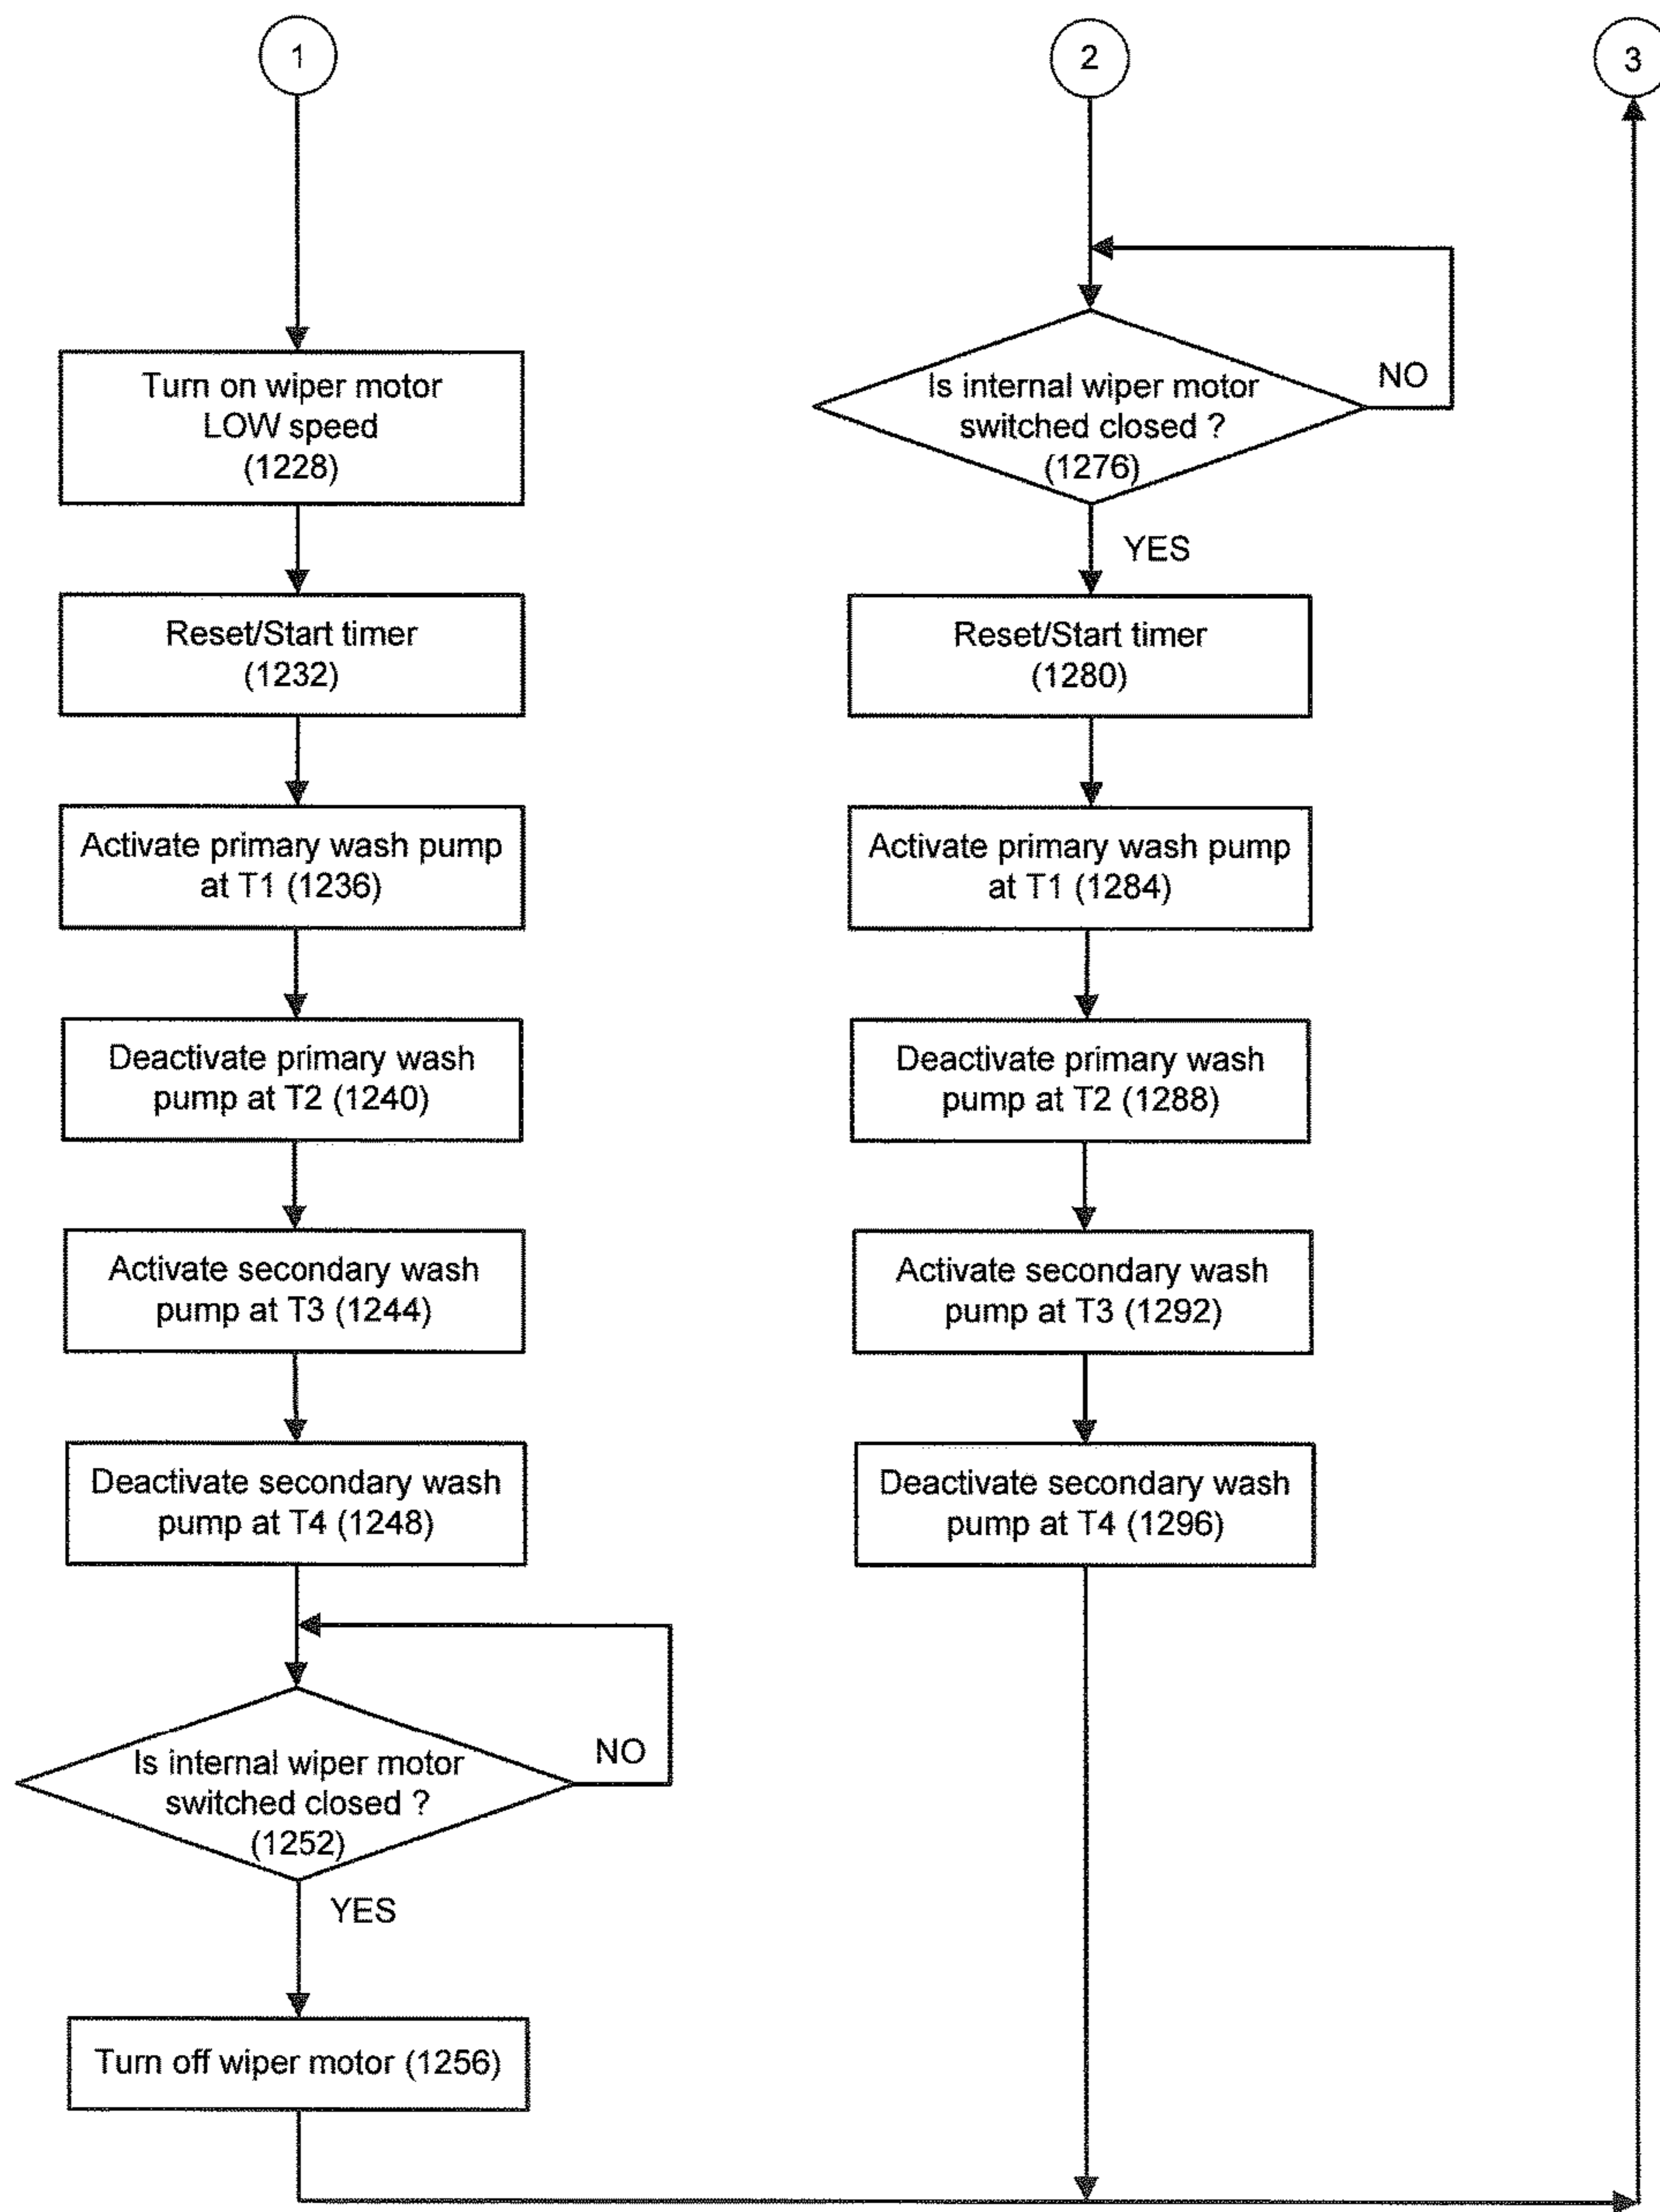 1
2
3
Turn on wiper motor
LOW speed
(1228)
Reset/Start timer
(1232)
Activate primary wash pump
at T1 (1236)
Deactivate primary wash
pump at T2 (1240)
Activate secondary wash
pump at T3 (1244)
Deactivate secondary wash
pump at T4 (1248)
Is internal wiper motor
switched closed ?
(1252)
NO
YES
Turn off wiper motor (1256)
Is internal wiper motor
switched closed ?
(1276)
NO
YES
Reset/Start timer
(1280)
Activate primary wash pump
at T1 (1284)
Deactivate primary wash
pump at T2 (1288)
Activate secondary wash
pump at T3 (1292)
Deactivate secondary wash
pump at T4 (1296)